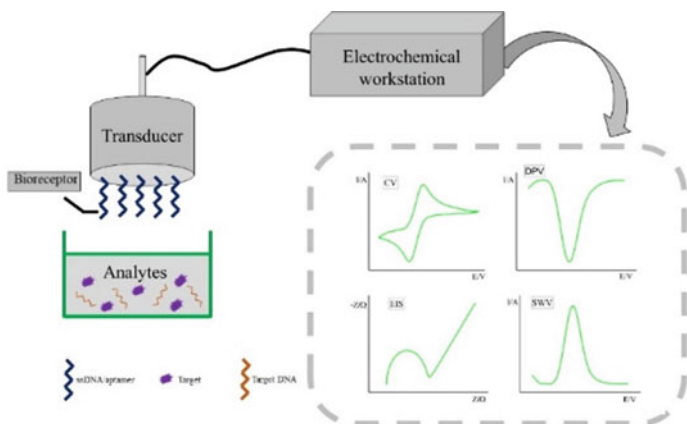 Electrochemical
workstation
Transducer
Bioreceptor
Analytes
ssDNA/aptamer
Target
Target DNA
I/A
CV
E/V
I/A
DPV
E/V
-Z/Ω
EIS
Z/Ω
I/A
SWV
E/V